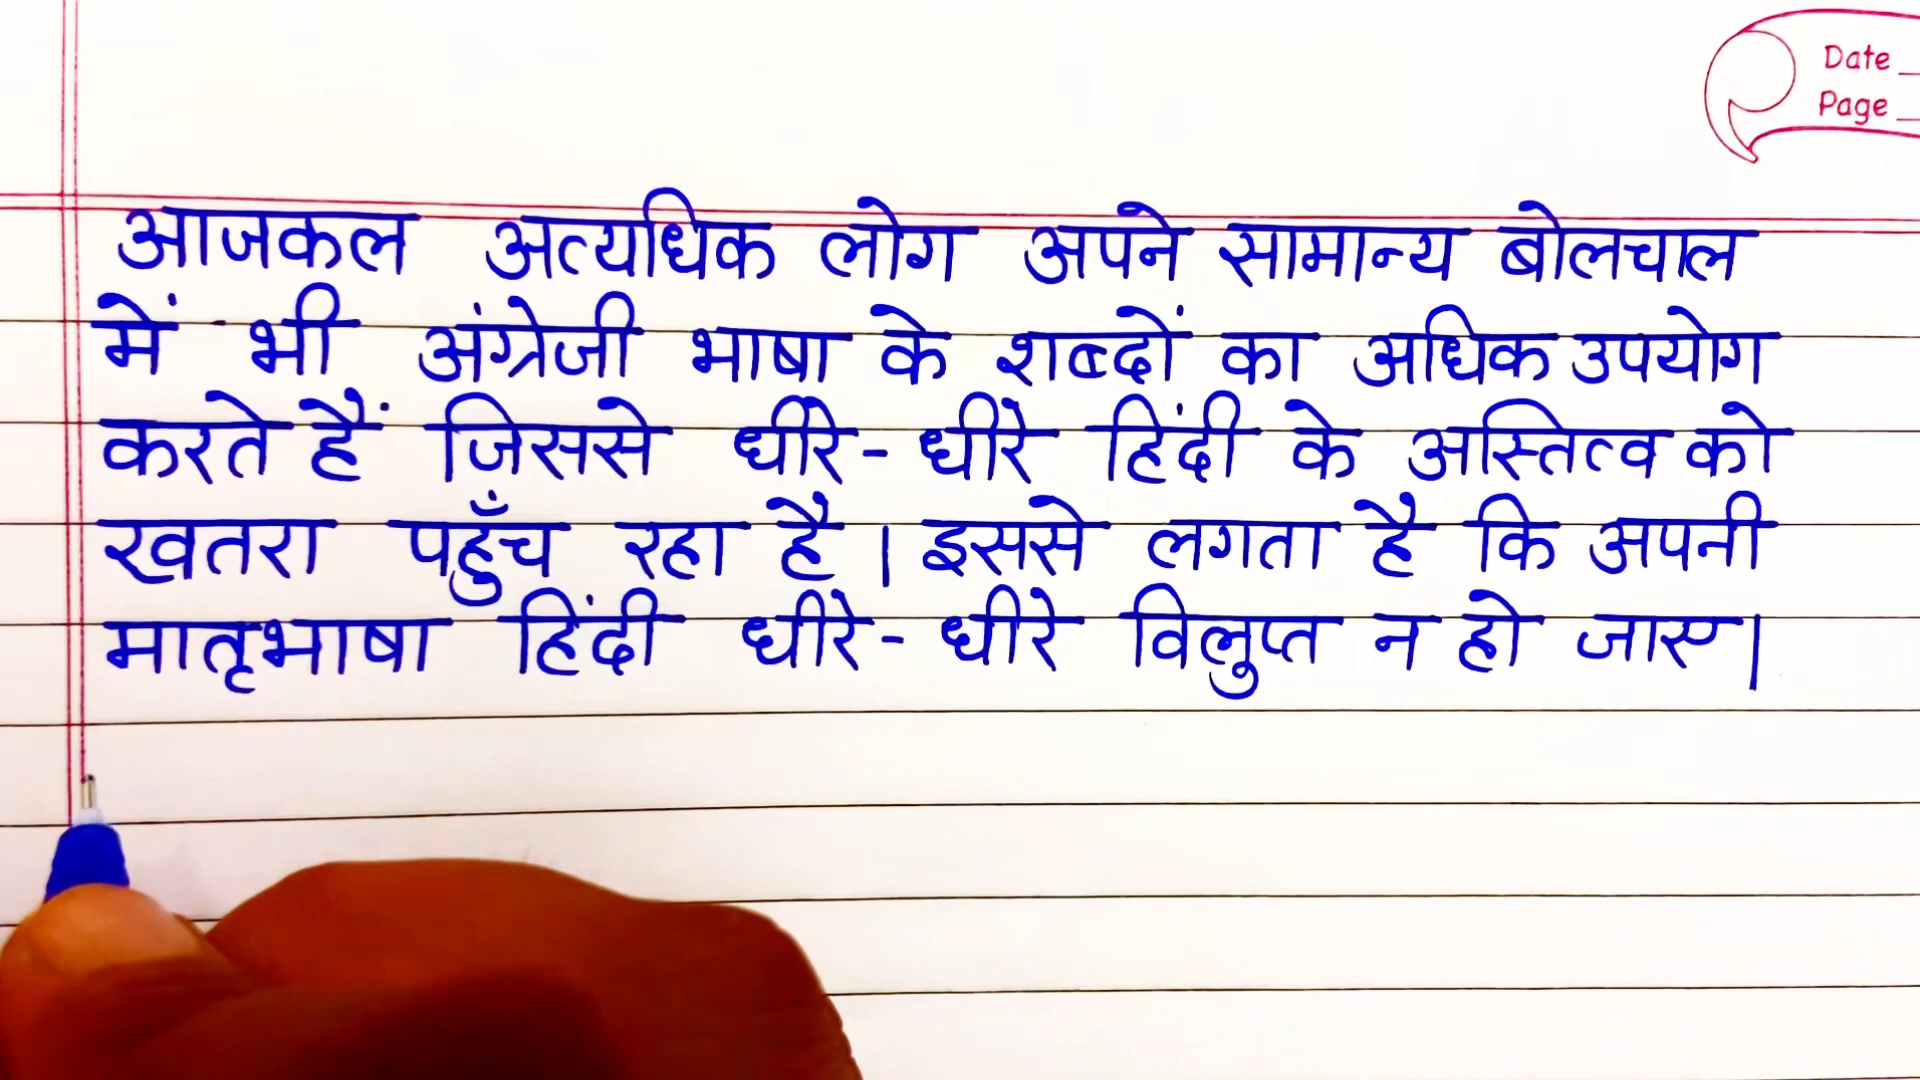 Date
Page
आजकल अत्यधिक लोग अपने सामान्य बोलचाल
में भी अंग्रेजी भाषा के शब्दों का अधिक उपयोग
करते हैं जिससे धीरे-धीरे हिंदी के अस्तित्व को
खतरा पहुँच रहा है। इससे लगता है कि अपनी
मातृभाषा हिंदी धीरे-धीरे विलुप्त न हो जाए।